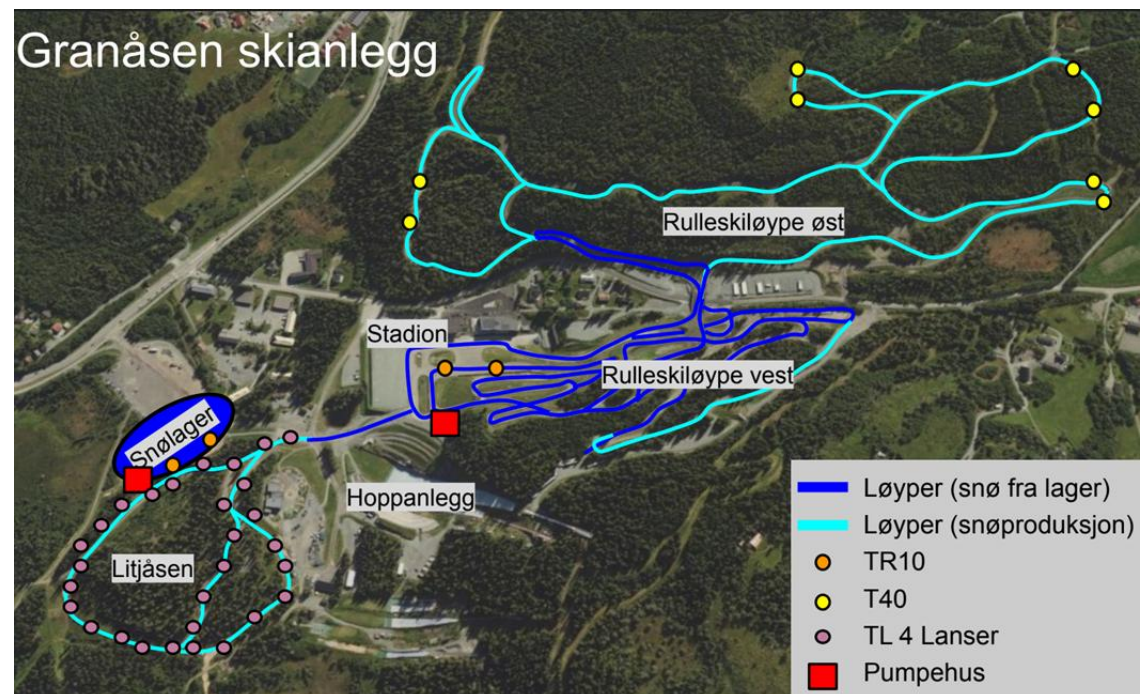 Granåsen skianlegg
Rulleskiløype øst
Stadion
Rulleskiløype vest
Snølager
Hoppanlegg
Litjåsen
Løyper (snø fra lager)
Løyper (snøproduksjon)
TR10
T40
TL 4 Lanser
Pumpehus